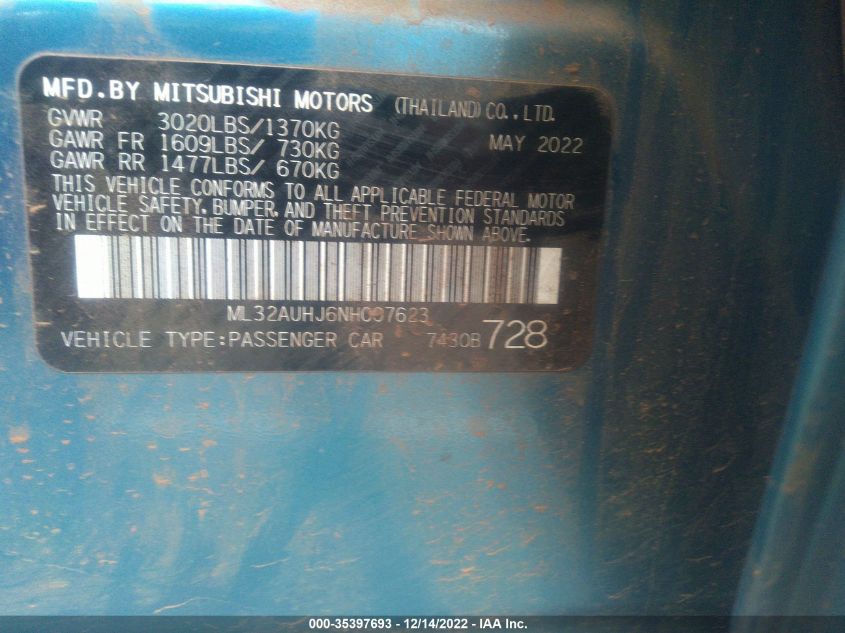 MFD.BY MITSUBISHI MOTORS (THAILAND) CO., LTD.
GVWR 3020LBS/1370KG
GAWR FR 1609LBS/ 730KG MAY 2022
GAWR RR 1477LBS/ 670KG
THIS VEHICLE CONFORMS TO ALL APPLICABLE FEDERAL MOTOR
VEHICLE SAFETY, BUMPER, AND THEFT PREVENTION STANDARDS
IN EFFECT ON THE DATE OF MANUFACTURE SHOWN ABOVE.
ML32AUHJ6NH007623
VEHICLE TYPE:PASSENGER CAR 7430B 728
000-35397693 - 12/14/2022 - IAA Inc.